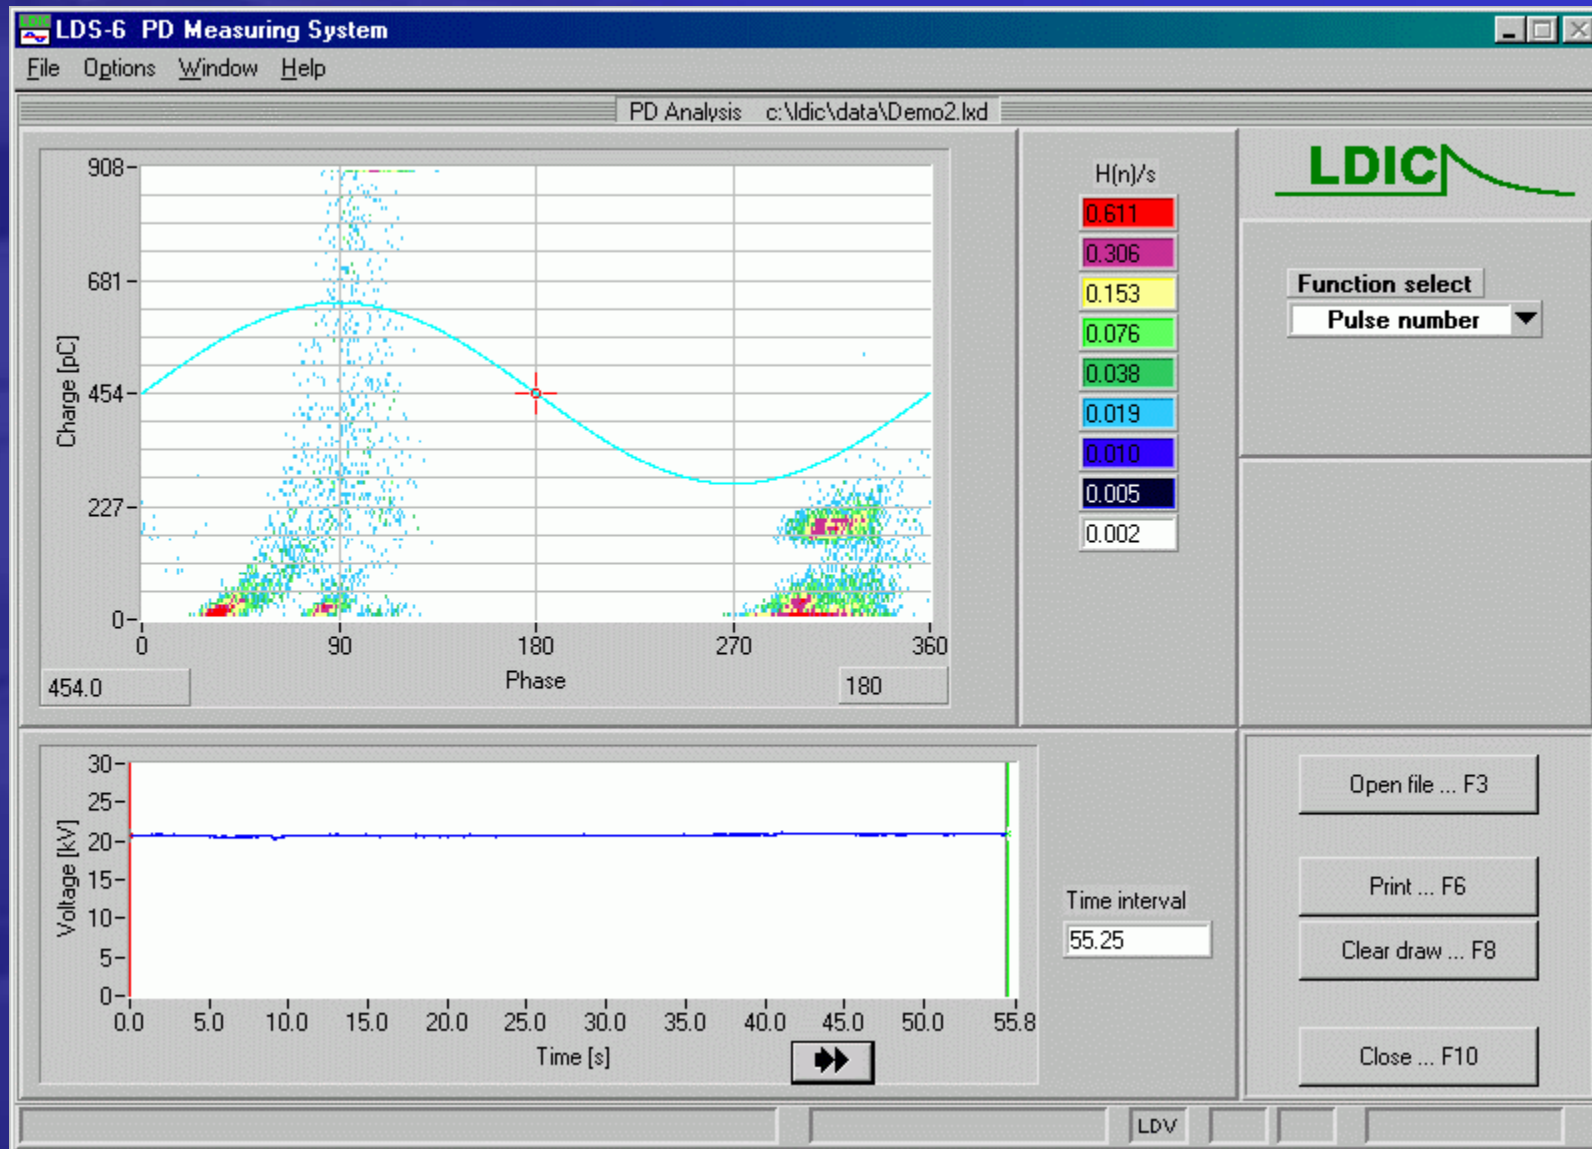 LDIC
LDS-6 PD Measuring System
File Options Window Help
PD Analysis c:\ldic\data\Demo2.lxd
908
681
454
227
0
Charge [pC]
0 90 180 270 360
Phase
454.0
180
H(n)/s
0.611
0.306
0.153
0.076
0.038
0.019
0.010
0.005
0.002
LDIC
Function select
Pulse number
30
25
20
15
10
5
0
Voltage [kV]
0.0 5.0 10.0 15.0 20.0 25.0 30.0 35.0 40.0 45.0 50.0 55.8
Time [s]
Time interval
55.25
Open file ... F3
Print ... F6
Clear draw ... F8
Close ... F10
LDV